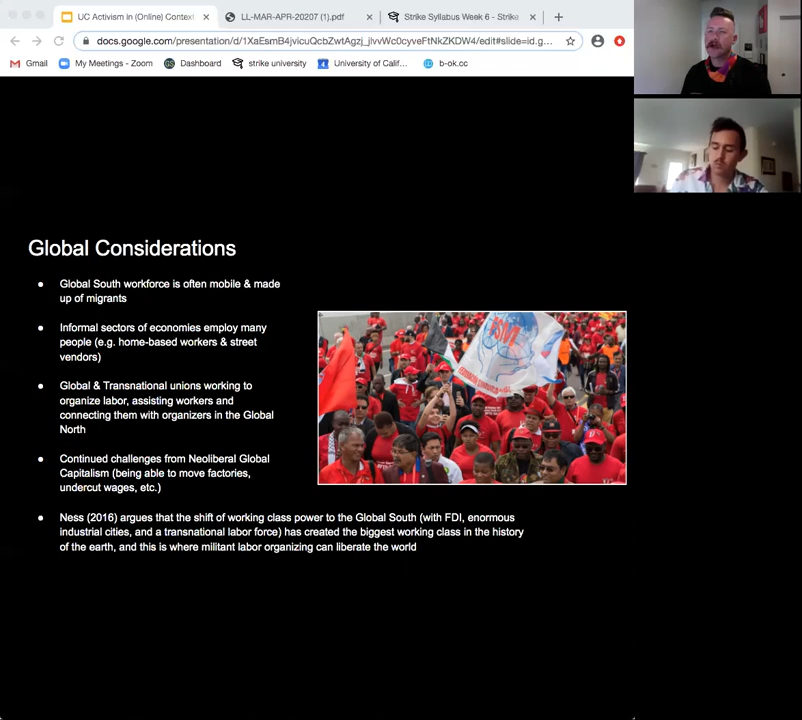 UC Activism In (Online) Context
LL-MAR-APR-20207 (1).pdf
Strike Syllabus Week 6 - Strike
docs.google.com/presentation/d/1XaEsmB4jvicuQcbZwtAgzj_jlvvWc0cyveFtNkZKDW4/edit#slide=id.g...
Gmail
My Meetings - Zoom
Dashboard
strike university
University of Calif...
b-ok.cc
Global Considerations
● Global South workforce is often mobile & made
up of migrants
● Informal sectors of economies employ many
people (e.g. home-based workers & street
vendors)
● Global & Transnational unions working to
organize labor, assisting workers and
connecting them with organizers in the Global
North
● Continued challenges from Neoliberal Global
Capitalism (being able to move factories,
undercut wages, etc.)
● Ness (2016) argues that the shift of working class power to the Global South (with FDI, enormous
industrial cities, and a transnational labor force) has created the biggest working class in the history
of the earth, and this is where militant labor organizing can liberate the world